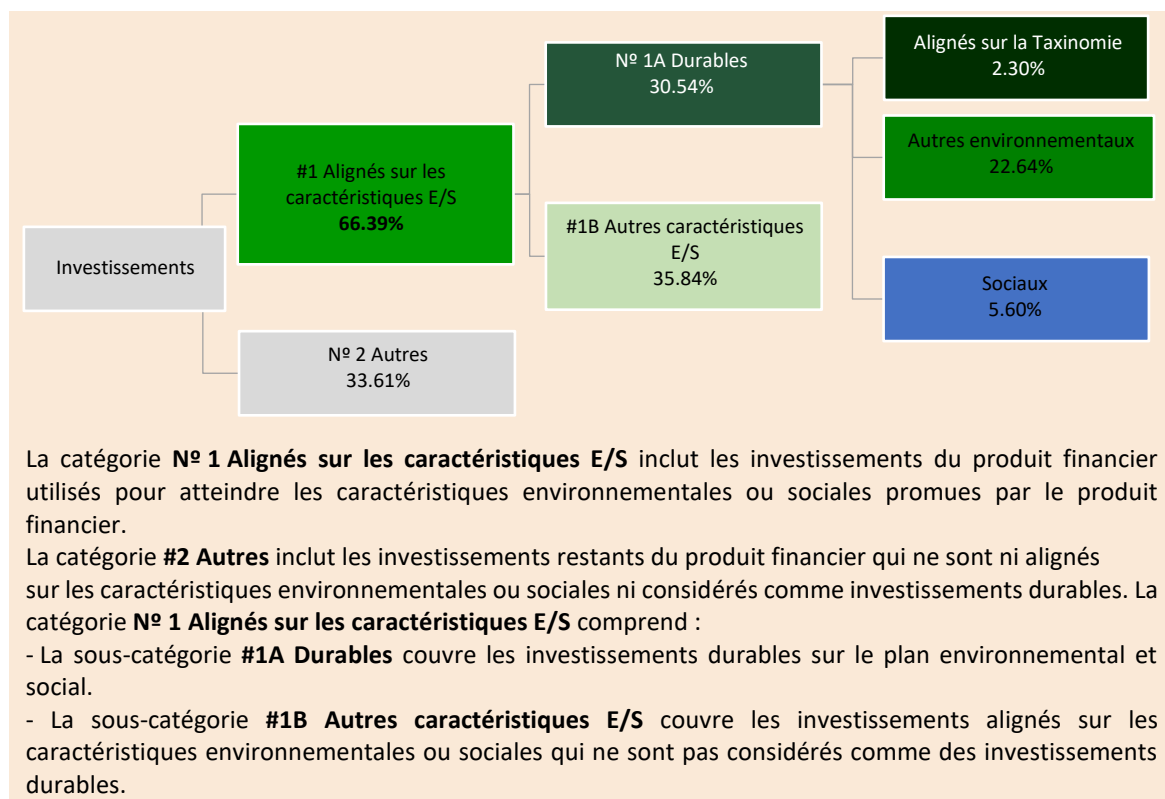 Investissements
#1 Alignés sur les
caractéristiques E/S
66.39%
Nº 2 Autres
33.61%
Nº 1A Durables
30.54%
#1B Autres caractéristiques
E/S
35.84%
Alignés sur la Taxinomie
2.30%
Autres environnementaux
22.64%
Sociaux
5.60%
La catégorie Nº 1 Alignés sur les caractéristiques E/S inclut les investissements du produit financier
utilisés pour atteindre les caractéristiques environnementales ou sociales promues par le produit
financier.
La catégorie #2 Autres inclut les investissements restants du produit financier qui ne sont ni alignés
sur les caractéristiques environnementales ou sociales ni considérés comme investissements durables. La
catégorie Nº 1 Alignés sur les caractéristiques E/S comprend :
- La sous-catégorie #1A Durables couvre les investissements durables sur le plan environnemental et
social.
- La sous-catégorie #1B Autres caractéristiques E/S couvre les investissements alignés sur les
caractéristiques environnementales ou sociales qui ne sont pas considérés comme des investissements
durables.